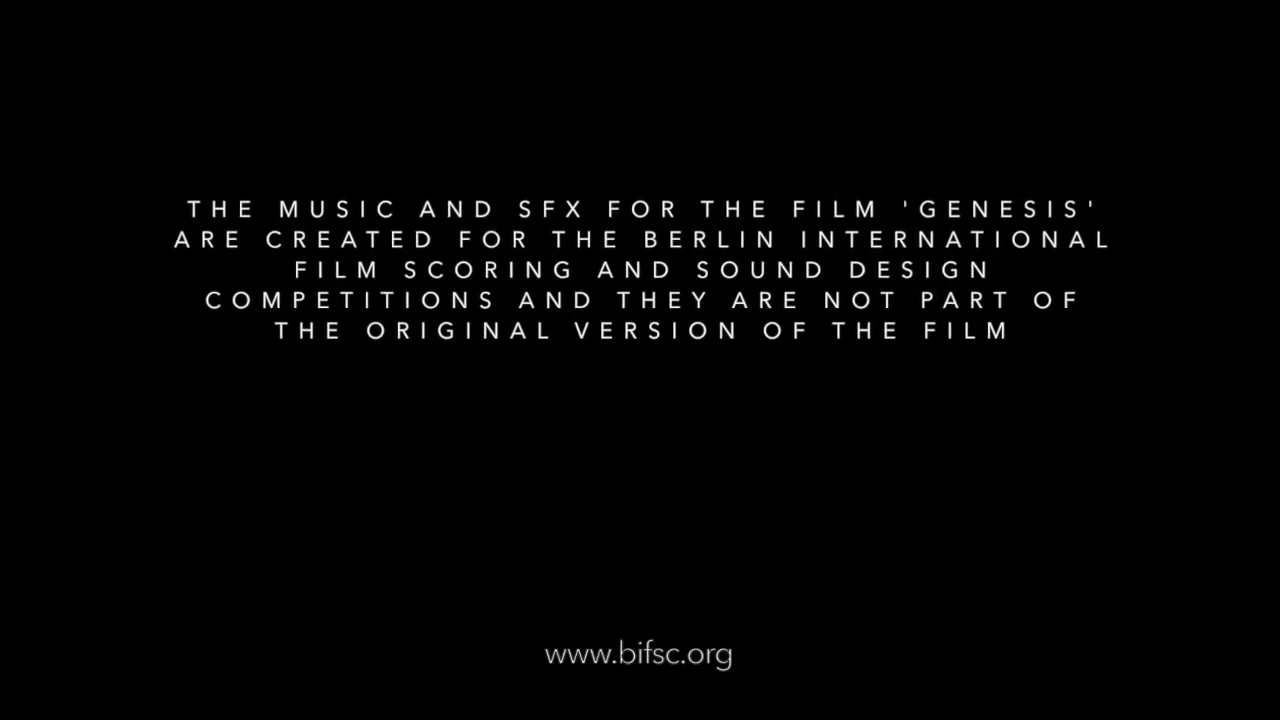 THE MUSIC AND SFX FOR THE FILM 'GENESIS'
ARE CREATED FOR THE BERLIN INTERNATIONAL
FILM SCORING AND SOUND DESIGN
COMPETITIONS AND THEY ARE NOT PART OF
THE ORIGINAL VERSION OF THE FILM
www.bifsc.org